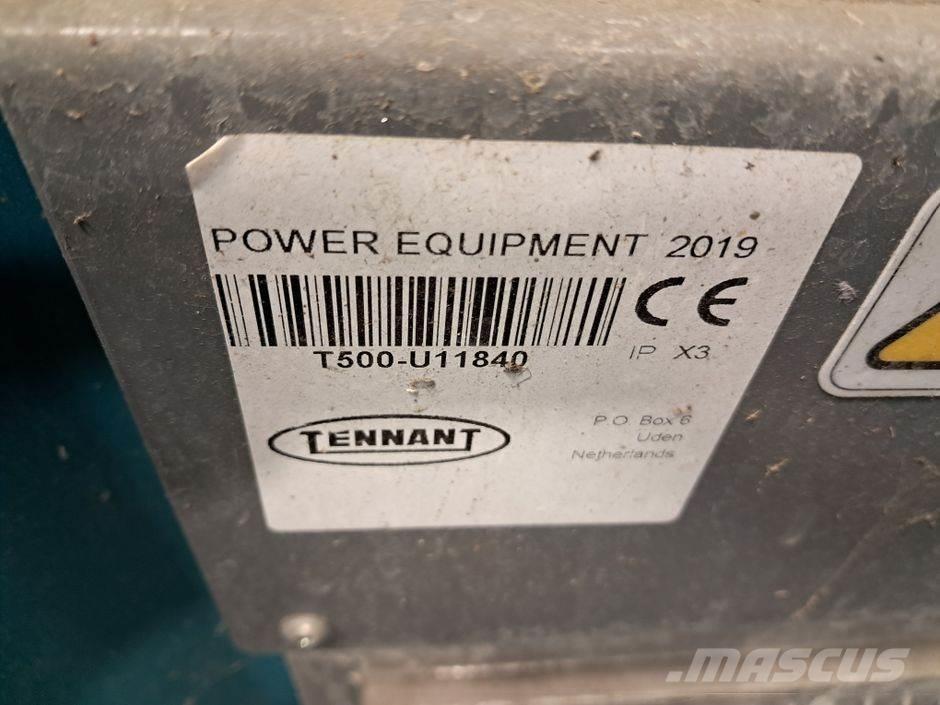 POWER EQUIPMENT 2019
CE
T500-U11840
IP X3
TENNANT
P.O. Box 6
Uden
Netherlands
MASCUS